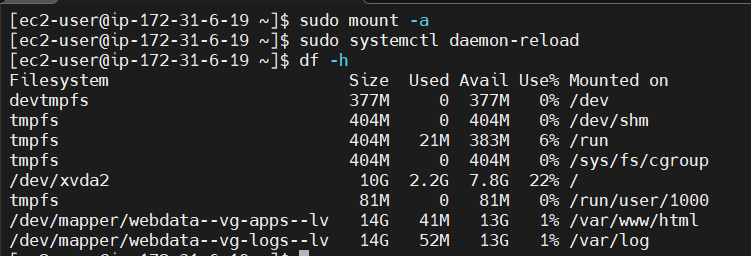 [ec2-user@ip-172-31-6-19 ~]$ sudo mount -a
[ec2-user@ip-172-31-6-19 ~]$ sudo systemctl daemon-reload
[ec2-user@ip-172-31-6-19 ~]$ df -h
Filesystem                       Size  Used Avail Use% Mounted on
devtmpfs                         377M     0  377M   0% /dev
tmpfs                            404M     0  404M   0% /dev/shm
tmpfs                            404M   21M  383M   6% /run
tmpfs                            404M     0  404M   0% /sys/fs/cgroup
/dev/xvda2                        10G  2.2G  7.8G  22% /
tmpfs                             81M     0   81M   0% /run/user/1000
/dev/mapper/webdata--vg-apps--lv  14G   41M   13G   1% /var/www/html
/dev/mapper/webdata--vg-logs--lv  14G   52M   13G   1% /var/log